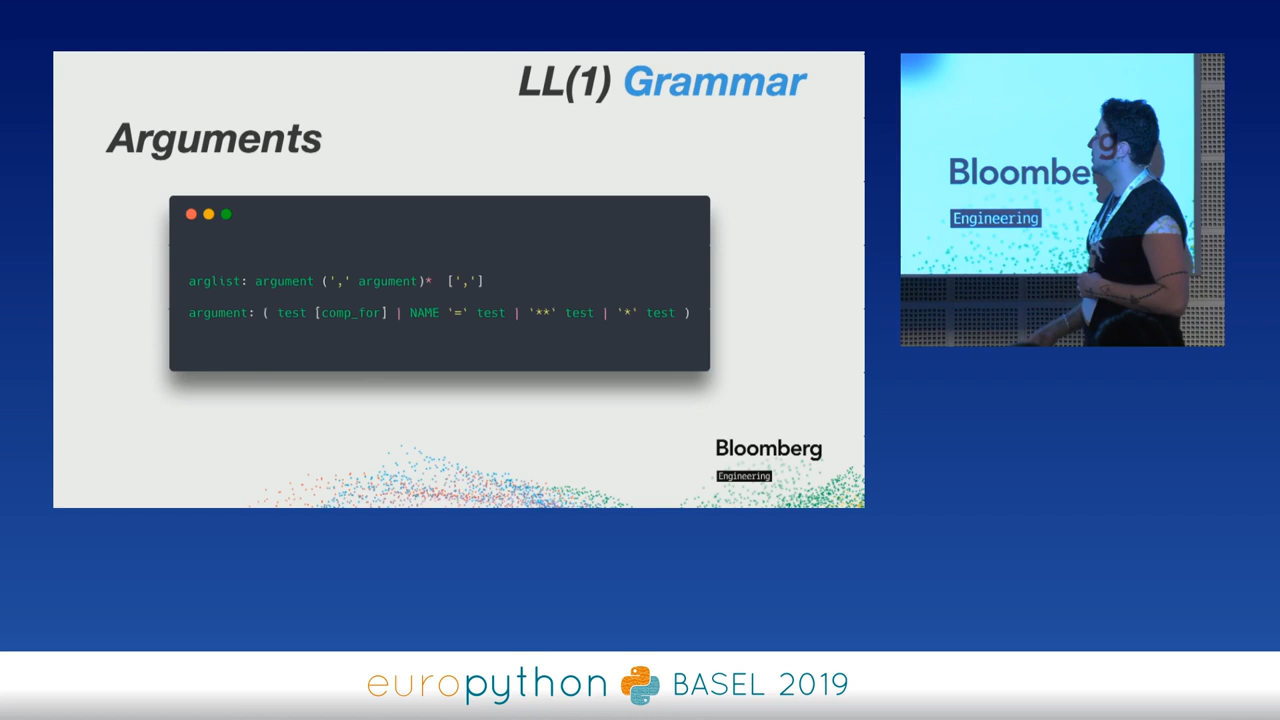 LL(1) Grammar
Arguments
arglist: argument (',' argument)* [',']
argument: ( test [comp_for] | NAME '=' test | '**' test | '*' test )
Bloomberg
Engineering
Bloombe
g
Engineering
europython BASEL 2019